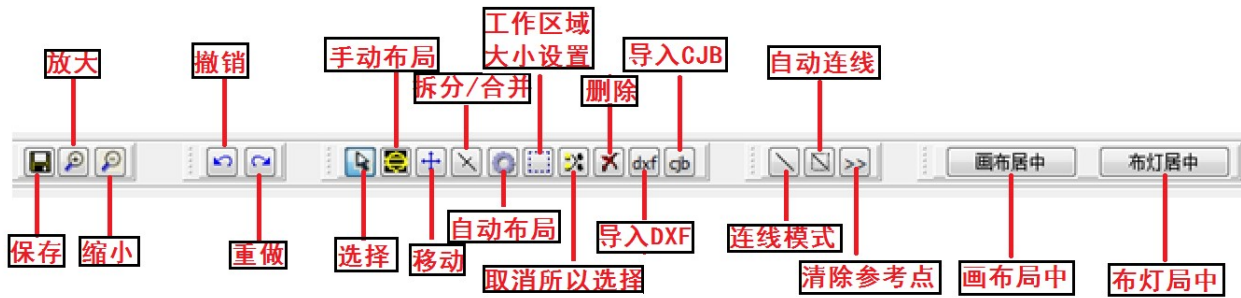 工作区域
大小设置
放大
撤销
手动布局
导入CJB
自动连线
拆分/合并
删除
dxf
cjb
>>
画布居中
布灯居中
保存
缩小
重做
选择
移动
自动布局
取消所以选择
导入DXF
连线模式
清除参考点
画布局中
布灯局中